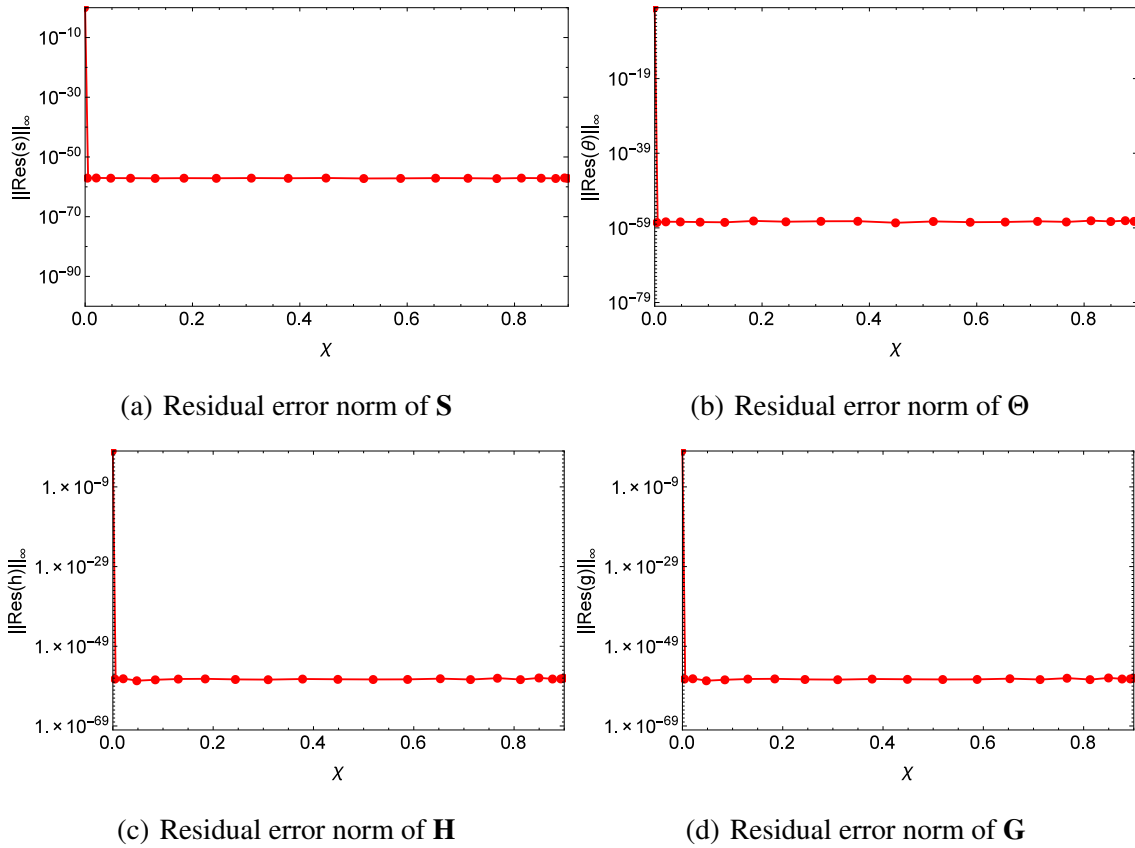 ||Res(s)||∞
10⁻¹⁰
10⁻³⁰
10⁻⁵⁰
10⁻⁷⁰
10⁻⁹⁰
0.0 0.2 0.4 0.6 0.8
χ
(a) Residual error norm of S
||Res(θ)||∞
10⁻¹⁹
10⁻³⁹
10⁻⁵⁹
10⁻⁷⁹
0.0 0.2 0.4 0.6 0.8
χ
(b) Residual error norm of Θ
||Res(h)||∞
1. × 10⁻⁹
1. × 10⁻²⁹
1. × 10⁻⁴⁹
1. × 10⁻⁶⁹
0.0 0.2 0.4 0.6 0.8
χ
(c) Residual error norm of H
||Res(g)||∞
1. × 10⁻⁹
1. × 10⁻²⁹
1. × 10⁻⁴⁹
1. × 10⁻⁶⁹
0.0 0.2 0.4 0.6 0.8
χ
(d) Residual error norm of G